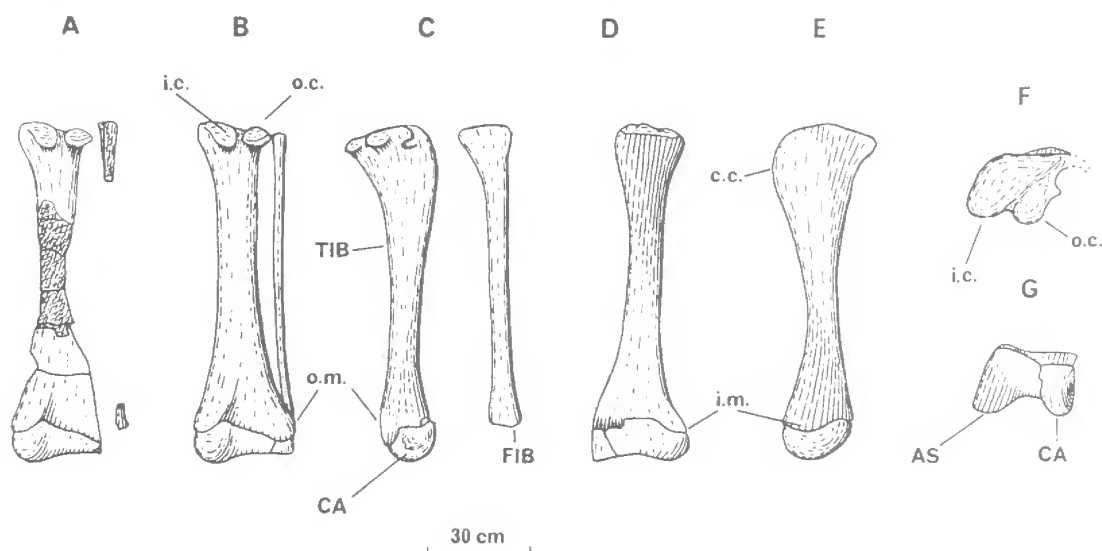 A B C D E
i.c. o.c.
F
c.c.
TIB
i.c. o.c.
G
o.m. i.m.
FIB AS CA
CA
30 cm